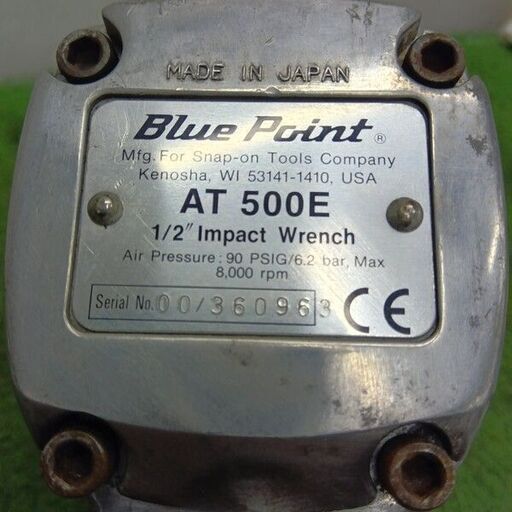 MADE IN JAPAN
Blue Point ®
Mfg. For Snap-on Tools Company
Kenosha, WI 53141-1410, USA
AT 500E
1/2″ Impact Wrench
Air Pressure: 90 PSIG/6.2 bar, Max
8,000 rpm
Serial No. 00/360963 CE